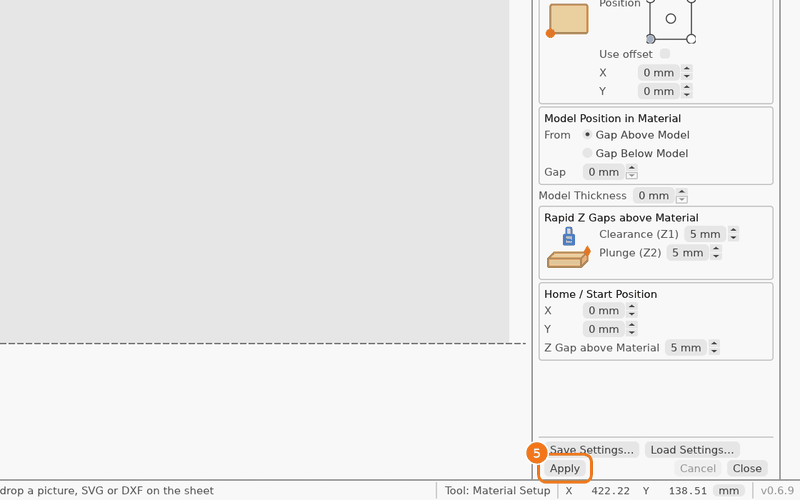 Position
Use offset
X 0 mm
Y 0 mm
Model Position in Material
From Gap Above Model
Gap Below Model
Gap 0 mm
Model Thickness 0 mm
Rapid Z Gaps above Material
Clearance (Z1) 5 mm
Plunge (Z2) 5 mm
Home / Start Position
X 0 mm
Y 0 mm
Z Gap above Material 5 mm
Save Settings... Load Settings...
5
Apply Cancel Close
drop a picture, SVG or DXF on the sheet Tool: Material Setup X 422.22 Y 138.51 mm v0.6.9